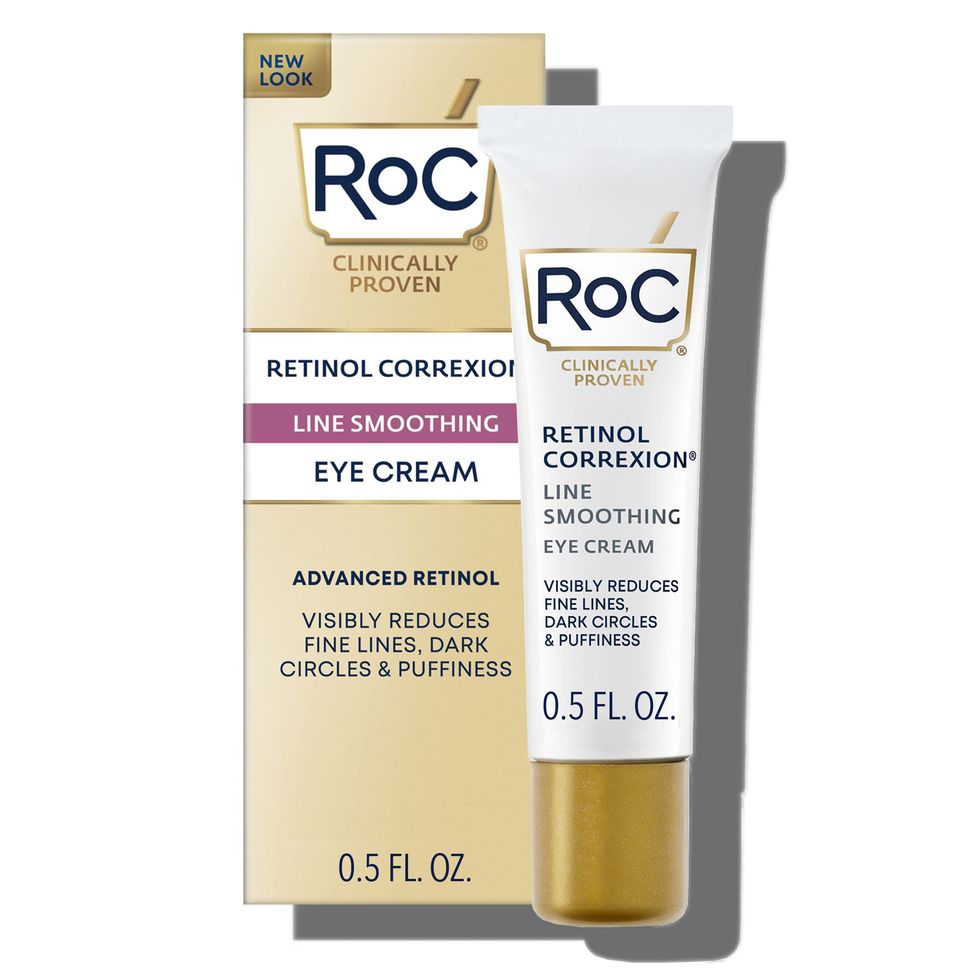 NEW
LOOK
RoC®
CLINICALLY
PROVEN
RETINOL CORREXION
LINE SMOOTHING
EYE CREAM
ADVANCED RETINOL
VISIBLY REDUCES
FINE LINES, DARK
CIRCLES & PUFFINESS
0.5 FL. OZ.
RoC®
CLINICALLY
PROVEN
RETINOL
CORREXION®
LINE
SMOOTHING
EYE CREAM
VISIBLY REDUCES
FINE LINES,
DARK CIRCLES
& PUFFINESS
0.5 FL. OZ.